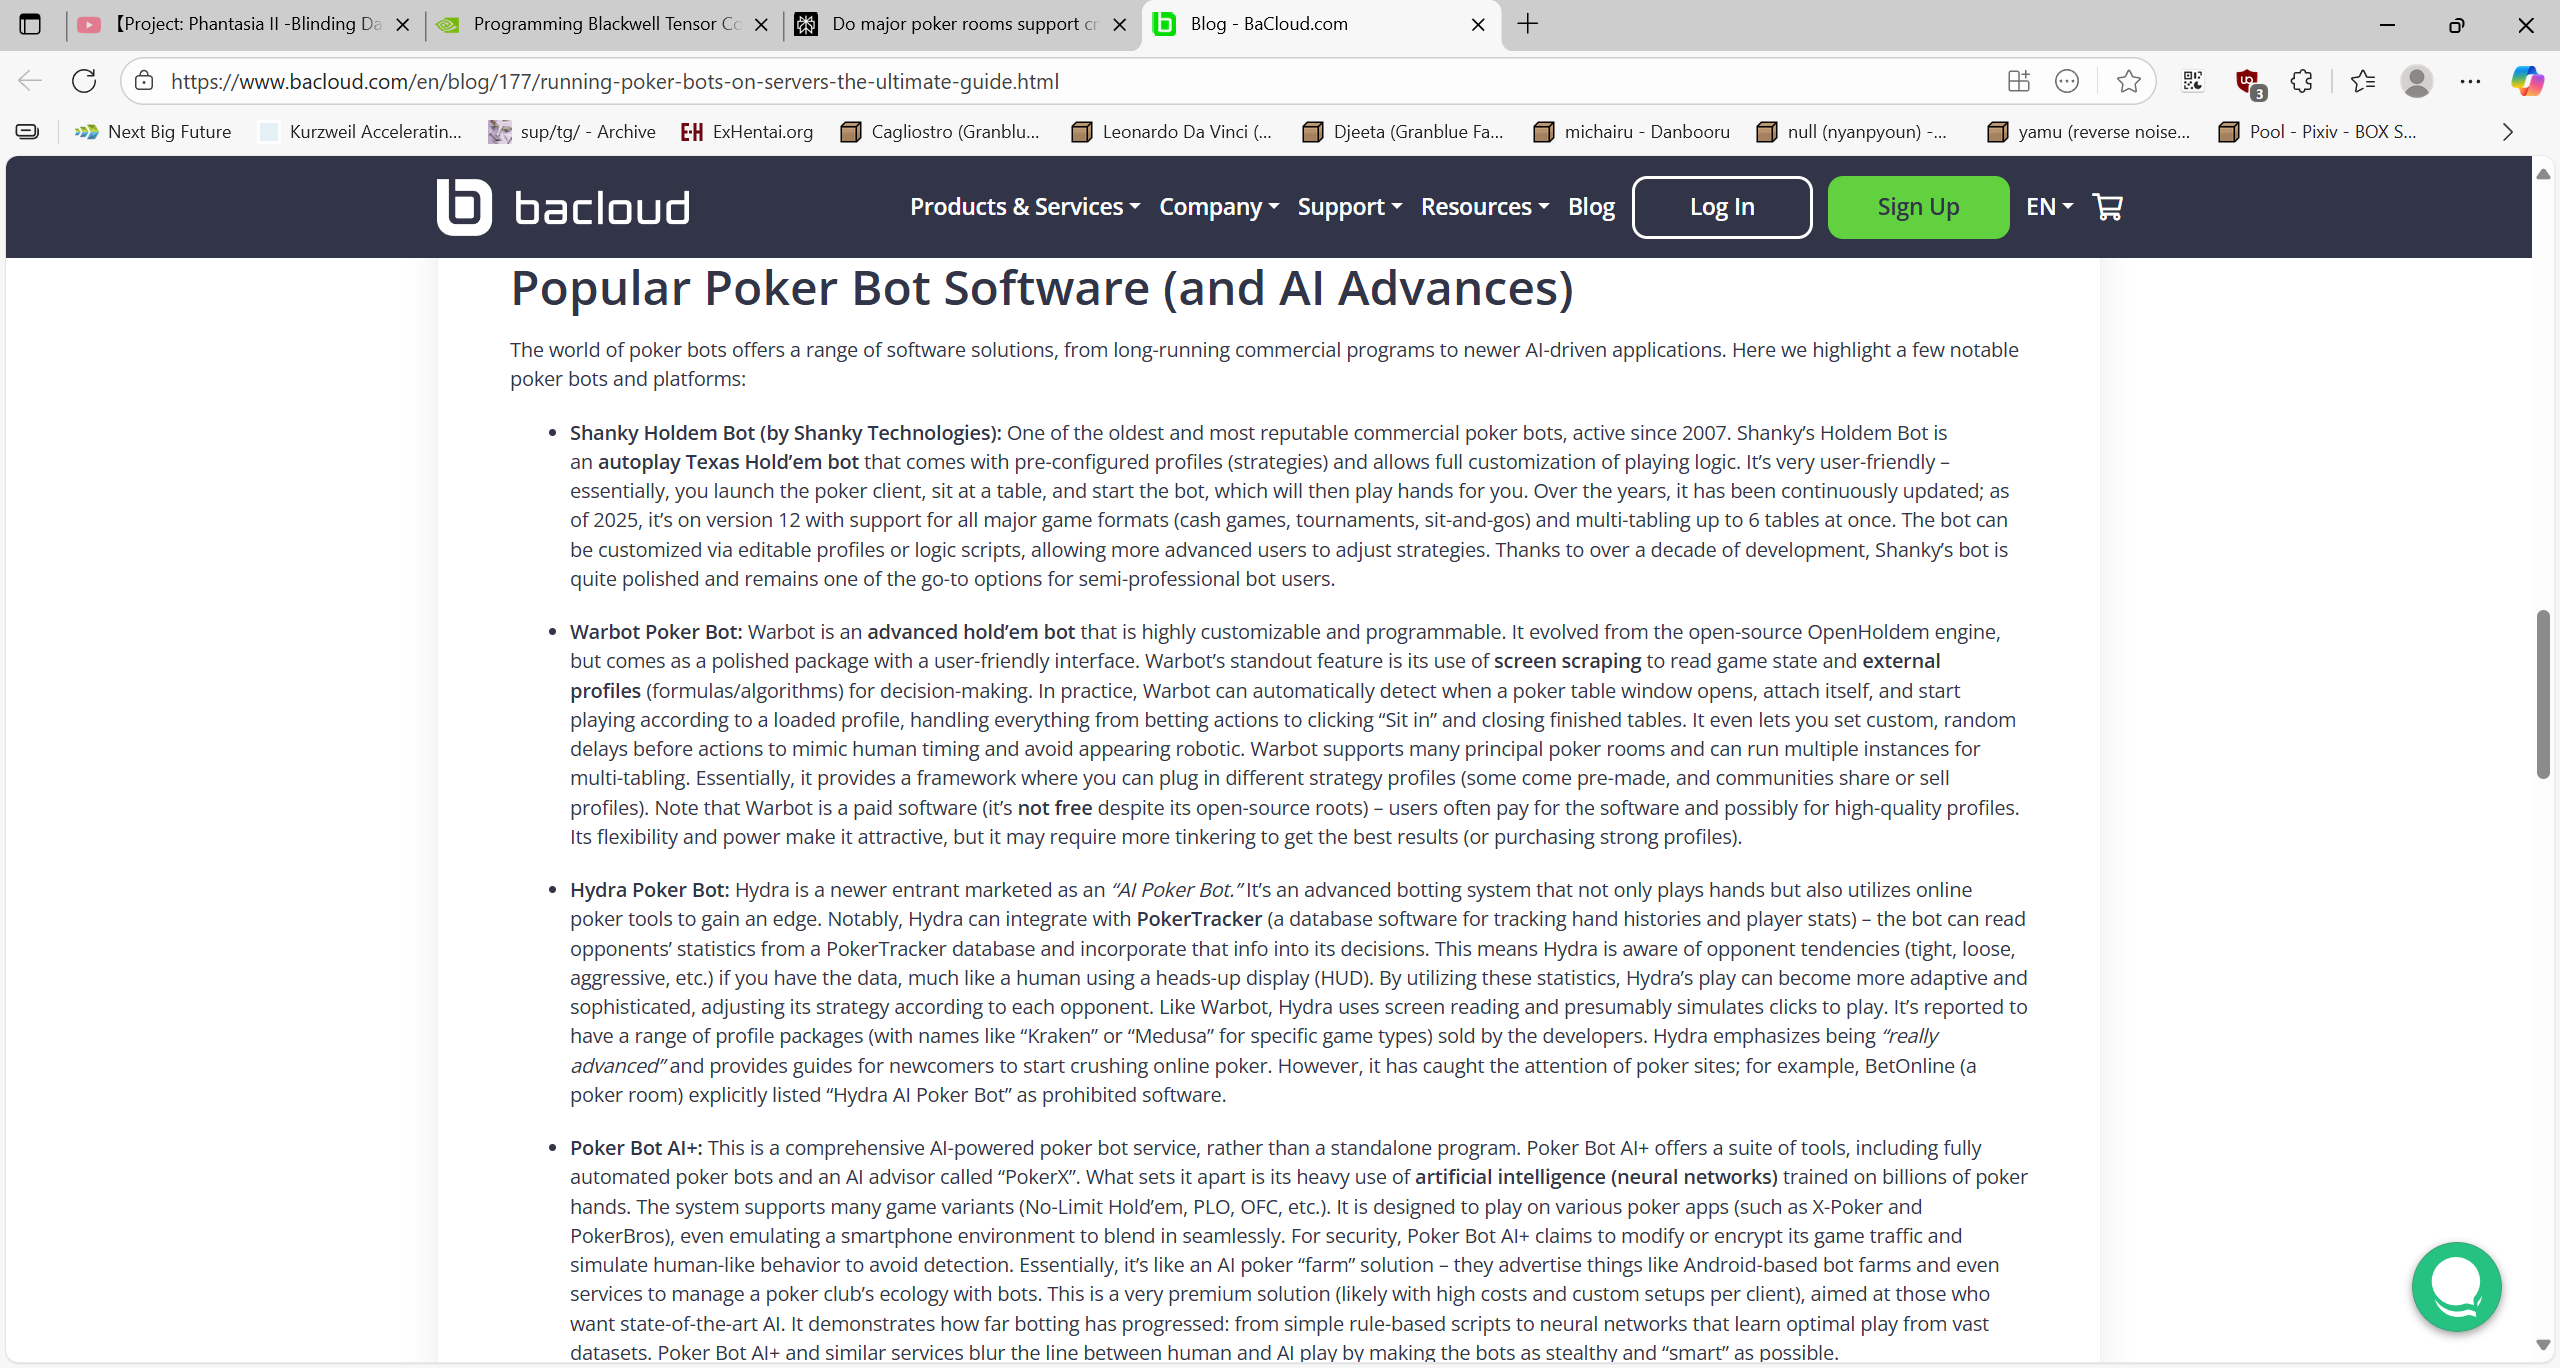 【Project: Phantasia II -Blinding Da
Programming Blackwell Tensor Co
Do major poker rooms support cr
Blog - BaCloud.com
https://www.bacloud.com/en/blog/177/running-poker-bots-on-servers-the-ultimate-guide.html
3
Next Big Future
Kurzweil Acceleratin...
sup/tg/ - Archive
E-H ExHentai.org
Cagliostro (Granblu...
Leonardo Da Vinci (...
Djeeta (Granblue Fa...
michairu - Danbooru
null (nyanpyoun) -...
yamu (reverse noise...
Pool - Pixiv - BOX S...
bacloud
Products & Services
Company
Support
Resources
Blog
Log In
Sign Up
EN
Popular Poker Bot Software (and AI Advances)
The world of poker bots offers a range of software solutions, from long-running commercial programs to newer AI-driven applications. Here we highlight a few notable
poker bots and platforms:
• Shanky Holdem Bot (by Shanky Technologies): One of the oldest and most reputable commercial poker bots, active since 2007. Shanky’s Holdem Bot is
an autoplay Texas Hold’em bot that comes with pre-configured profiles (strategies) and allows full customization of playing logic. It’s very user-friendly –
essentially, you launch the poker client, sit at a table, and start the bot, which will then play hands for you. Over the years, it has been continuously updated; as
of 2025, it’s on version 12 with support for all major game formats (cash games, tournaments, sit-and-gos) and multi-tabling up to 6 tables at once. The bot can
be customized via editable profiles or logic scripts, allowing more advanced users to adjust strategies. Thanks to over a decade of development, Shanky’s bot is
quite polished and remains one of the go-to options for semi-professional bot users.
• Warbot Poker Bot: Warbot is an advanced hold’em bot that is highly customizable and programmable. It evolved from the open-source OpenHoldem engine,
but comes as a polished package with a user-friendly interface. Warbot’s standout feature is its use of screen scraping to read game state and external
profiles (formulas/algorithms) for decision-making. In practice, Warbot can automatically detect when a poker table window opens, attach itself, and start
playing according to a loaded profile, handling everything from betting actions to clicking “Sit in” and closing finished tables. It even lets you set custom, random
delays before actions to mimic human timing and avoid appearing robotic. Warbot supports many principal poker rooms and can run multiple instances for
multi-tabling. Essentially, it provides a framework where you can plug in different strategy profiles (some come pre-made, and communities share or sell
profiles). Note that Warbot is a paid software (it’s not free despite its open-source roots) – users often pay for the software and possibly for high-quality profiles.
Its flexibility and power make it attractive, but it may require more tinkering to get the best results (or purchasing strong profiles).
• Hydra Poker Bot: Hydra is a newer entrant marketed as an “AI Poker Bot.” It’s an advanced botting system that not only plays hands but also utilizes online
poker tools to gain an edge. Notably, Hydra can integrate with PokerTracker (a database software for tracking hand histories and player stats) – the bot can read
opponents’ statistics from a PokerTracker database and incorporate that info into its decisions. This means Hydra is aware of opponent tendencies (tight, loose,
aggressive, etc.) if you have the data, much like a human using a heads-up display (HUD). By utilizing these statistics, Hydra’s play can become more adaptive and
sophisticated, adjusting its strategy according to each opponent. Like Warbot, Hydra uses screen reading and presumably simulates clicks to play. It’s reported to
have a range of profile packages (with names like “Kraken” or “Medusa” for specific game types) sold by the developers. Hydra emphasizes being “really
advanced” and provides guides for newcomers to start crushing online poker. However, it has caught the attention of poker sites; for example, BetOnline (a
poker room) explicitly listed “Hydra AI Poker Bot” as prohibited software.
• Poker Bot AI+: This is a comprehensive AI-powered poker bot service, rather than a standalone program. Poker Bot AI+ offers a suite of tools, including fully
automated poker bots and an AI advisor called “PokerX”. What sets it apart is its heavy use of artificial intelligence (neural networks) trained on billions of poker
hands. The system supports many game variants (No-Limit Hold’em, PLO, OFC, etc.). It is designed to play on various poker apps (such as X-Poker and
PokerBros), even emulating a smartphone environment to blend in seamlessly. For security, Poker Bot AI+ claims to modify or encrypt its game traffic and
simulate human-like behavior to avoid detection. Essentially, it’s like an AI poker “farm” solution – they advertise things like Android-based bot farms and even
services to manage a poker club’s ecology with bots. This is a very premium solution (likely with high costs and custom setups per client), aimed at those who
want state-of-the-art AI. It demonstrates how far botting has progressed: from simple rule-based scripts to neural networks that learn optimal play from vast
datasets. Poker Bot AI+ and similar services blur the line between human and AI play by making the bots as stealthy and “smart” as possible.